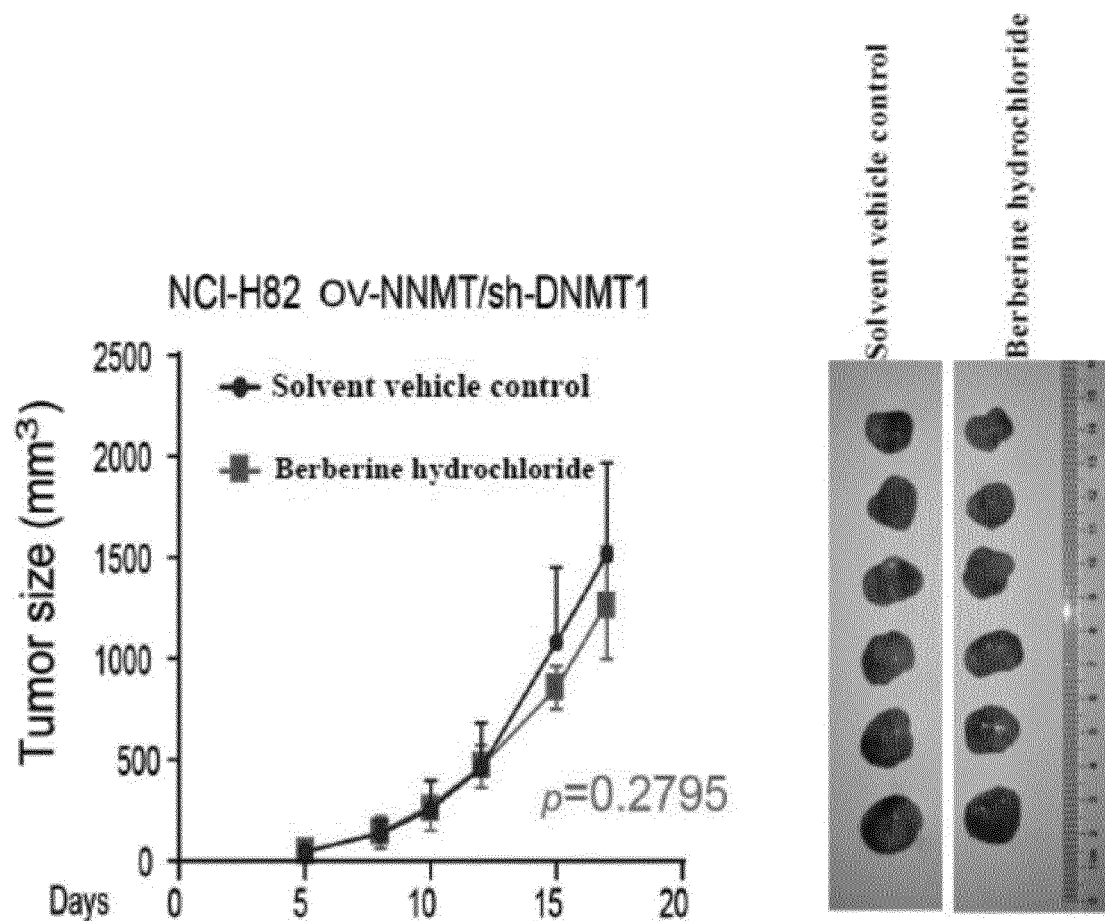 Solvent vehicle control
Berberine hydrochloride
NCI-H82 OV-NNMT/sh-DNMT1
Tumor size (mm3)
2500
2000
1500
1000
500
0
Solvent vehicle control
Berberine hydrochloride
p=0.2795
Days 0 5 10 15 20